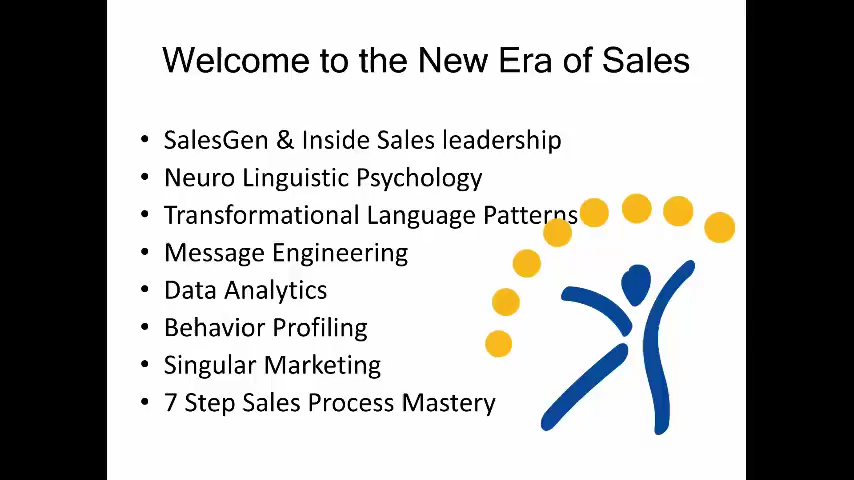 Welcome to the New Era of Sales
• SalesGen & Inside Sales leadership
• Neuro Linguistic Psychology
• Transformational Language Patterns
• Message Engineering
• Data Analytics
• Behavior Profiling
• Singular Marketing
• 7 Step Sales Process Mastery